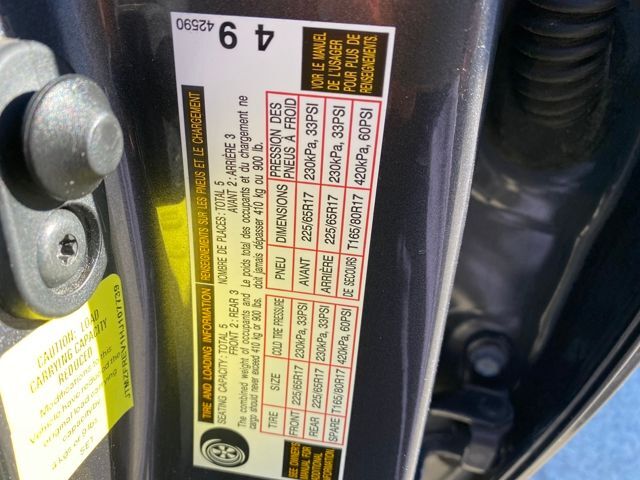 TIRE AND LOADING INFORMATION
RENSEIGNEMENTS SUR LES PNEUS ET LE CHARGEMENT
SEATING CAPACITY: TOTAL 5
FRONT 2: REAR 3
The combined weight of occupants and
cargo should never exceed 410 kg or 900 lbs.
NOMBRE DE PLACES: TOTAL 5
AVANT 2: ARRIÈRE 3
Le poids total des occupants et du chargement ne
doit jamais dépasser 410 kg ou 900 lb.
TIRE SIZE COLD TIRE PRESSURE
FRONT 225/65R17 230kPa, 33PSI
REAR 225/65R17 230kPa, 33PSI
SPARE T165/80R17 420kPa, 60PSI
PNEU DIMENSIONS PRESSION DES
PNEUS À FROID
AVANT 225/65R17 230kPa, 33PSI
ARRIÈRE 225/65R17 230kPa, 33PSI
DE SECOURS T165/80R17 420kPa, 60PSI
SEE OWNER'S
MANUAL FOR
ADDITIONAL
INFORMATION
VOIR LE MANUEL
DE L'USAGER
POUR PLUS DE
RENSEIGNEMENTS.
42590
4 9
CAUTION: LOAD
CARRYING CAPACITY
REDUCED